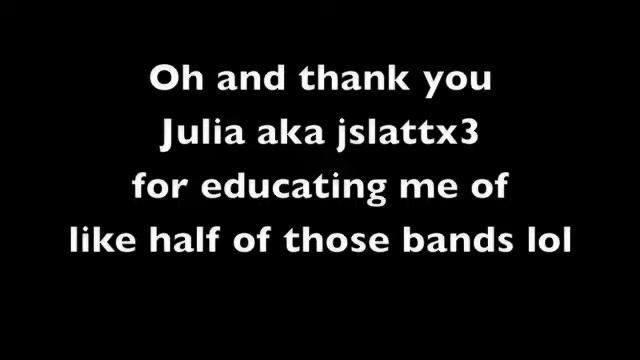 Oh and thank you
Julia aka jslattx3
for educating me of
like half of those bands lol